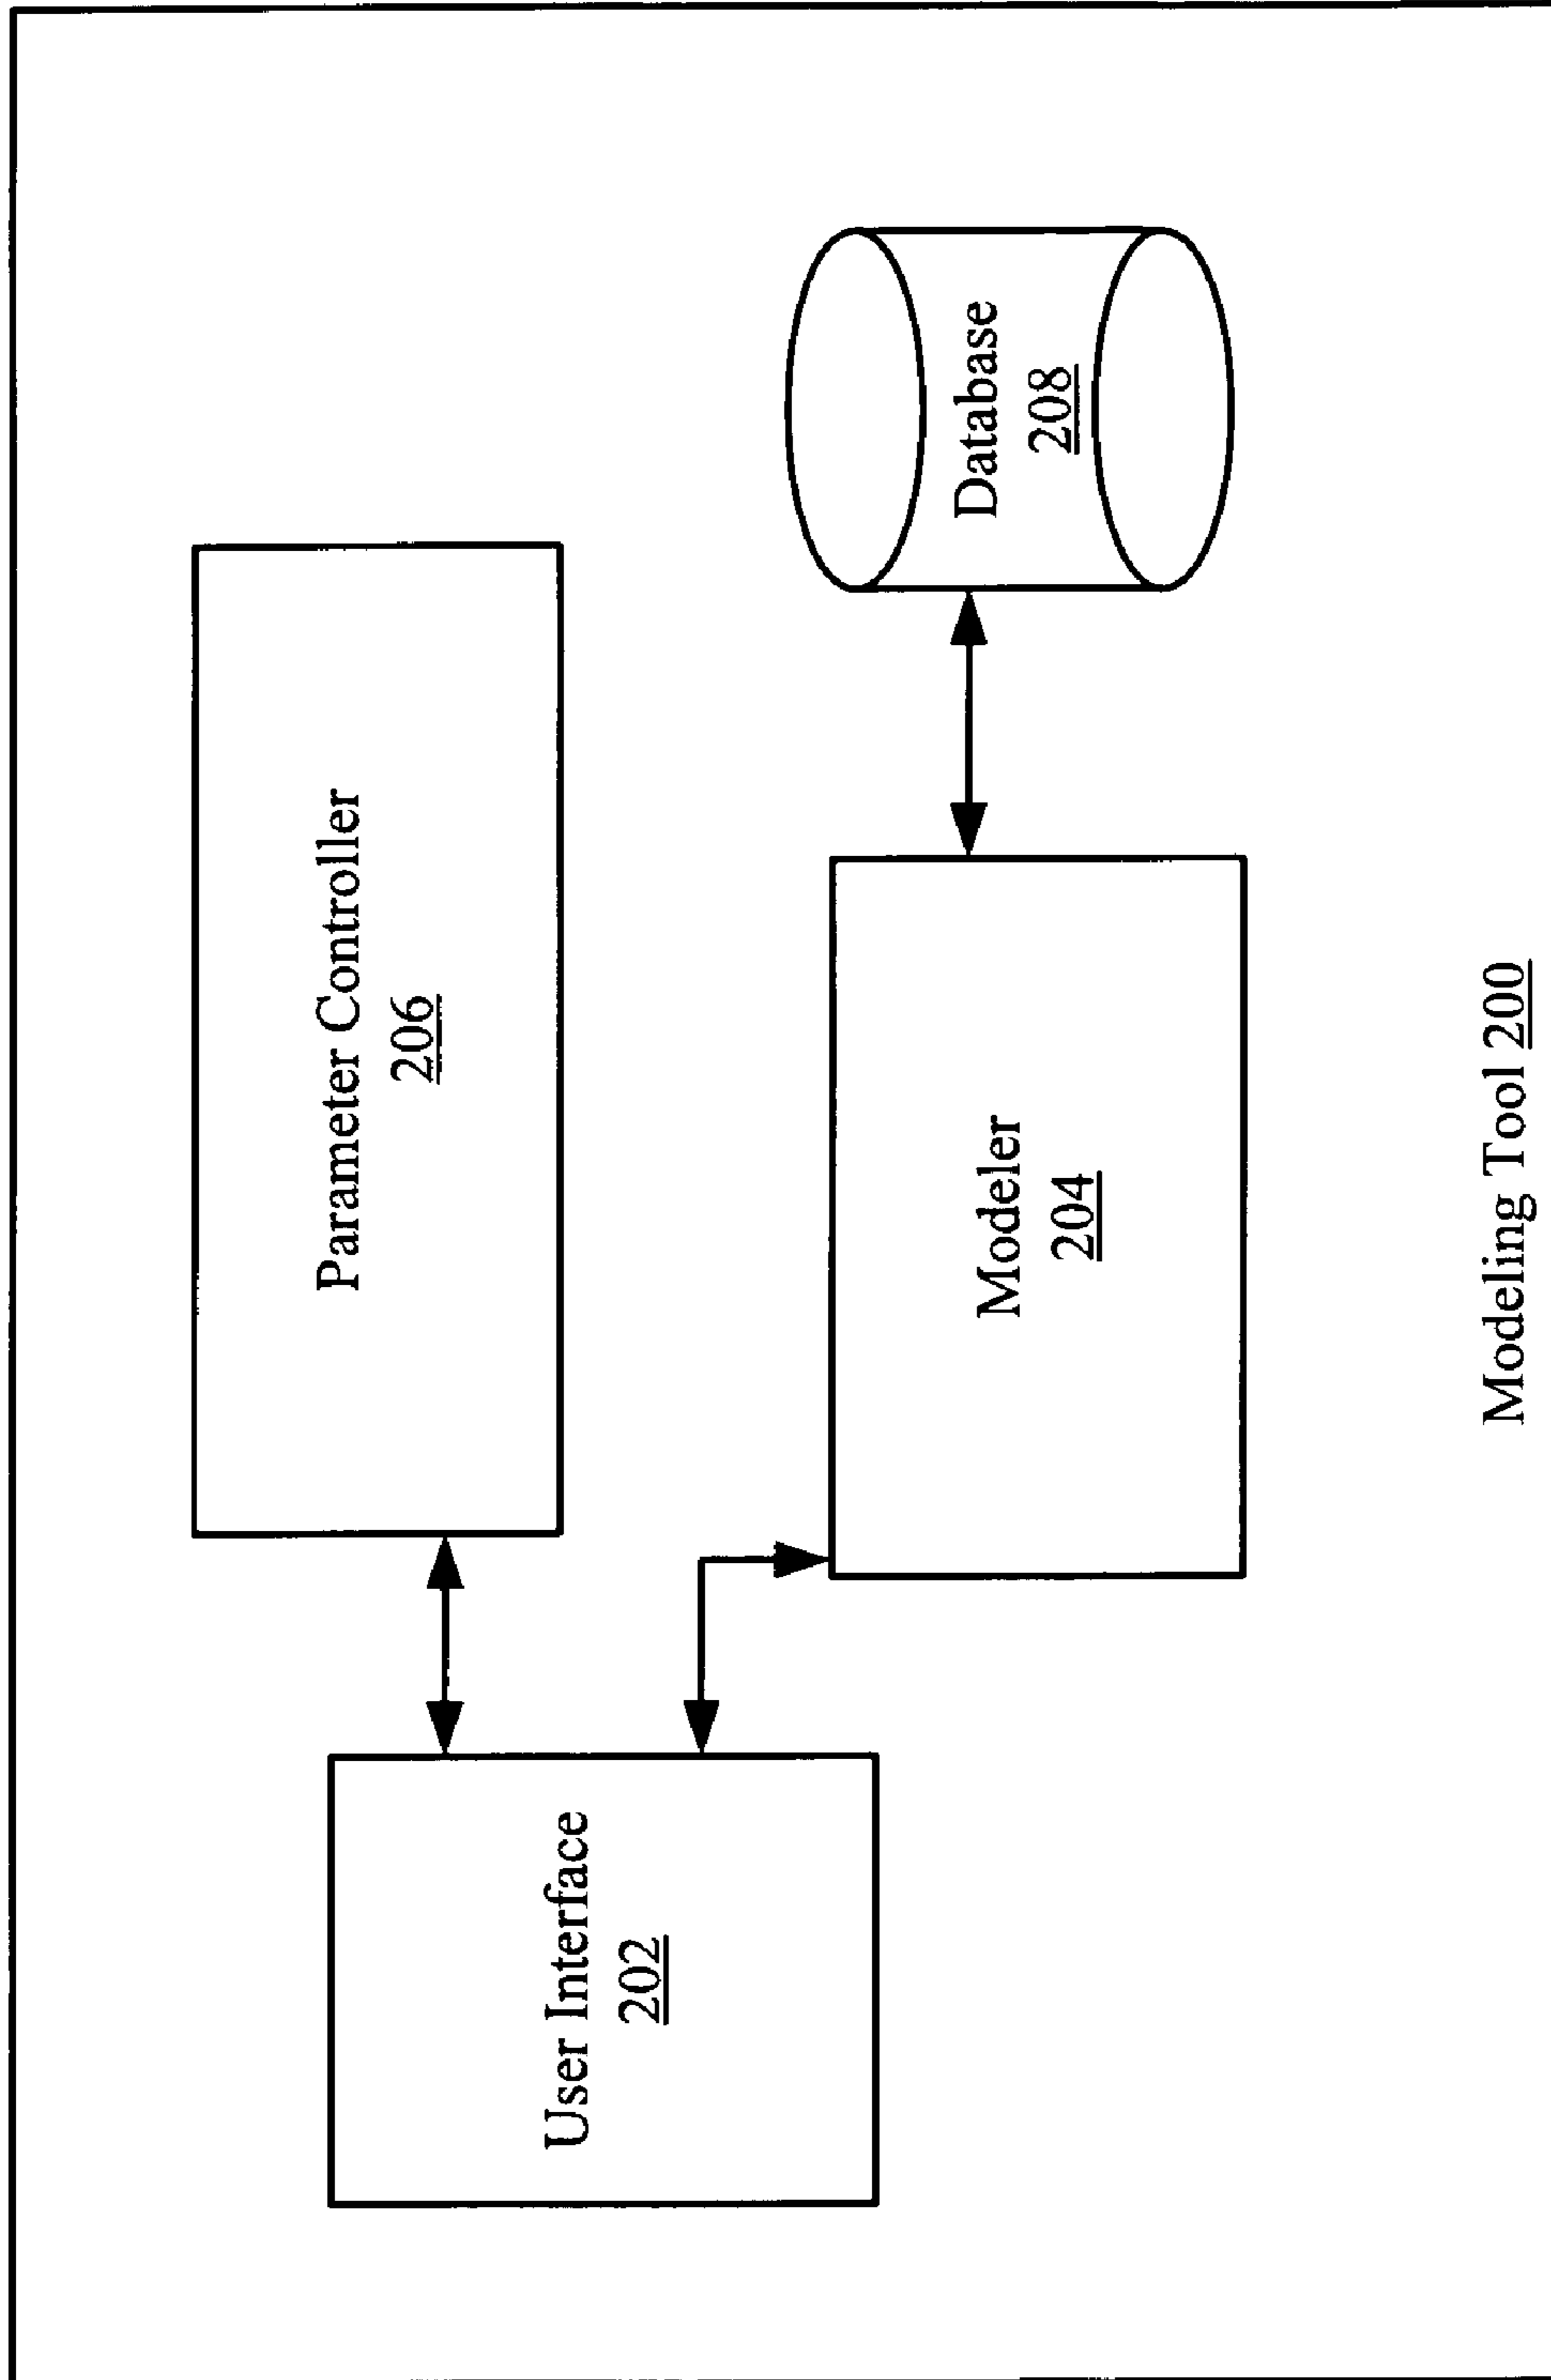 Parameter Controller
206
User Interface
202
Modeler
204
Database
208
Modeling Tool 200